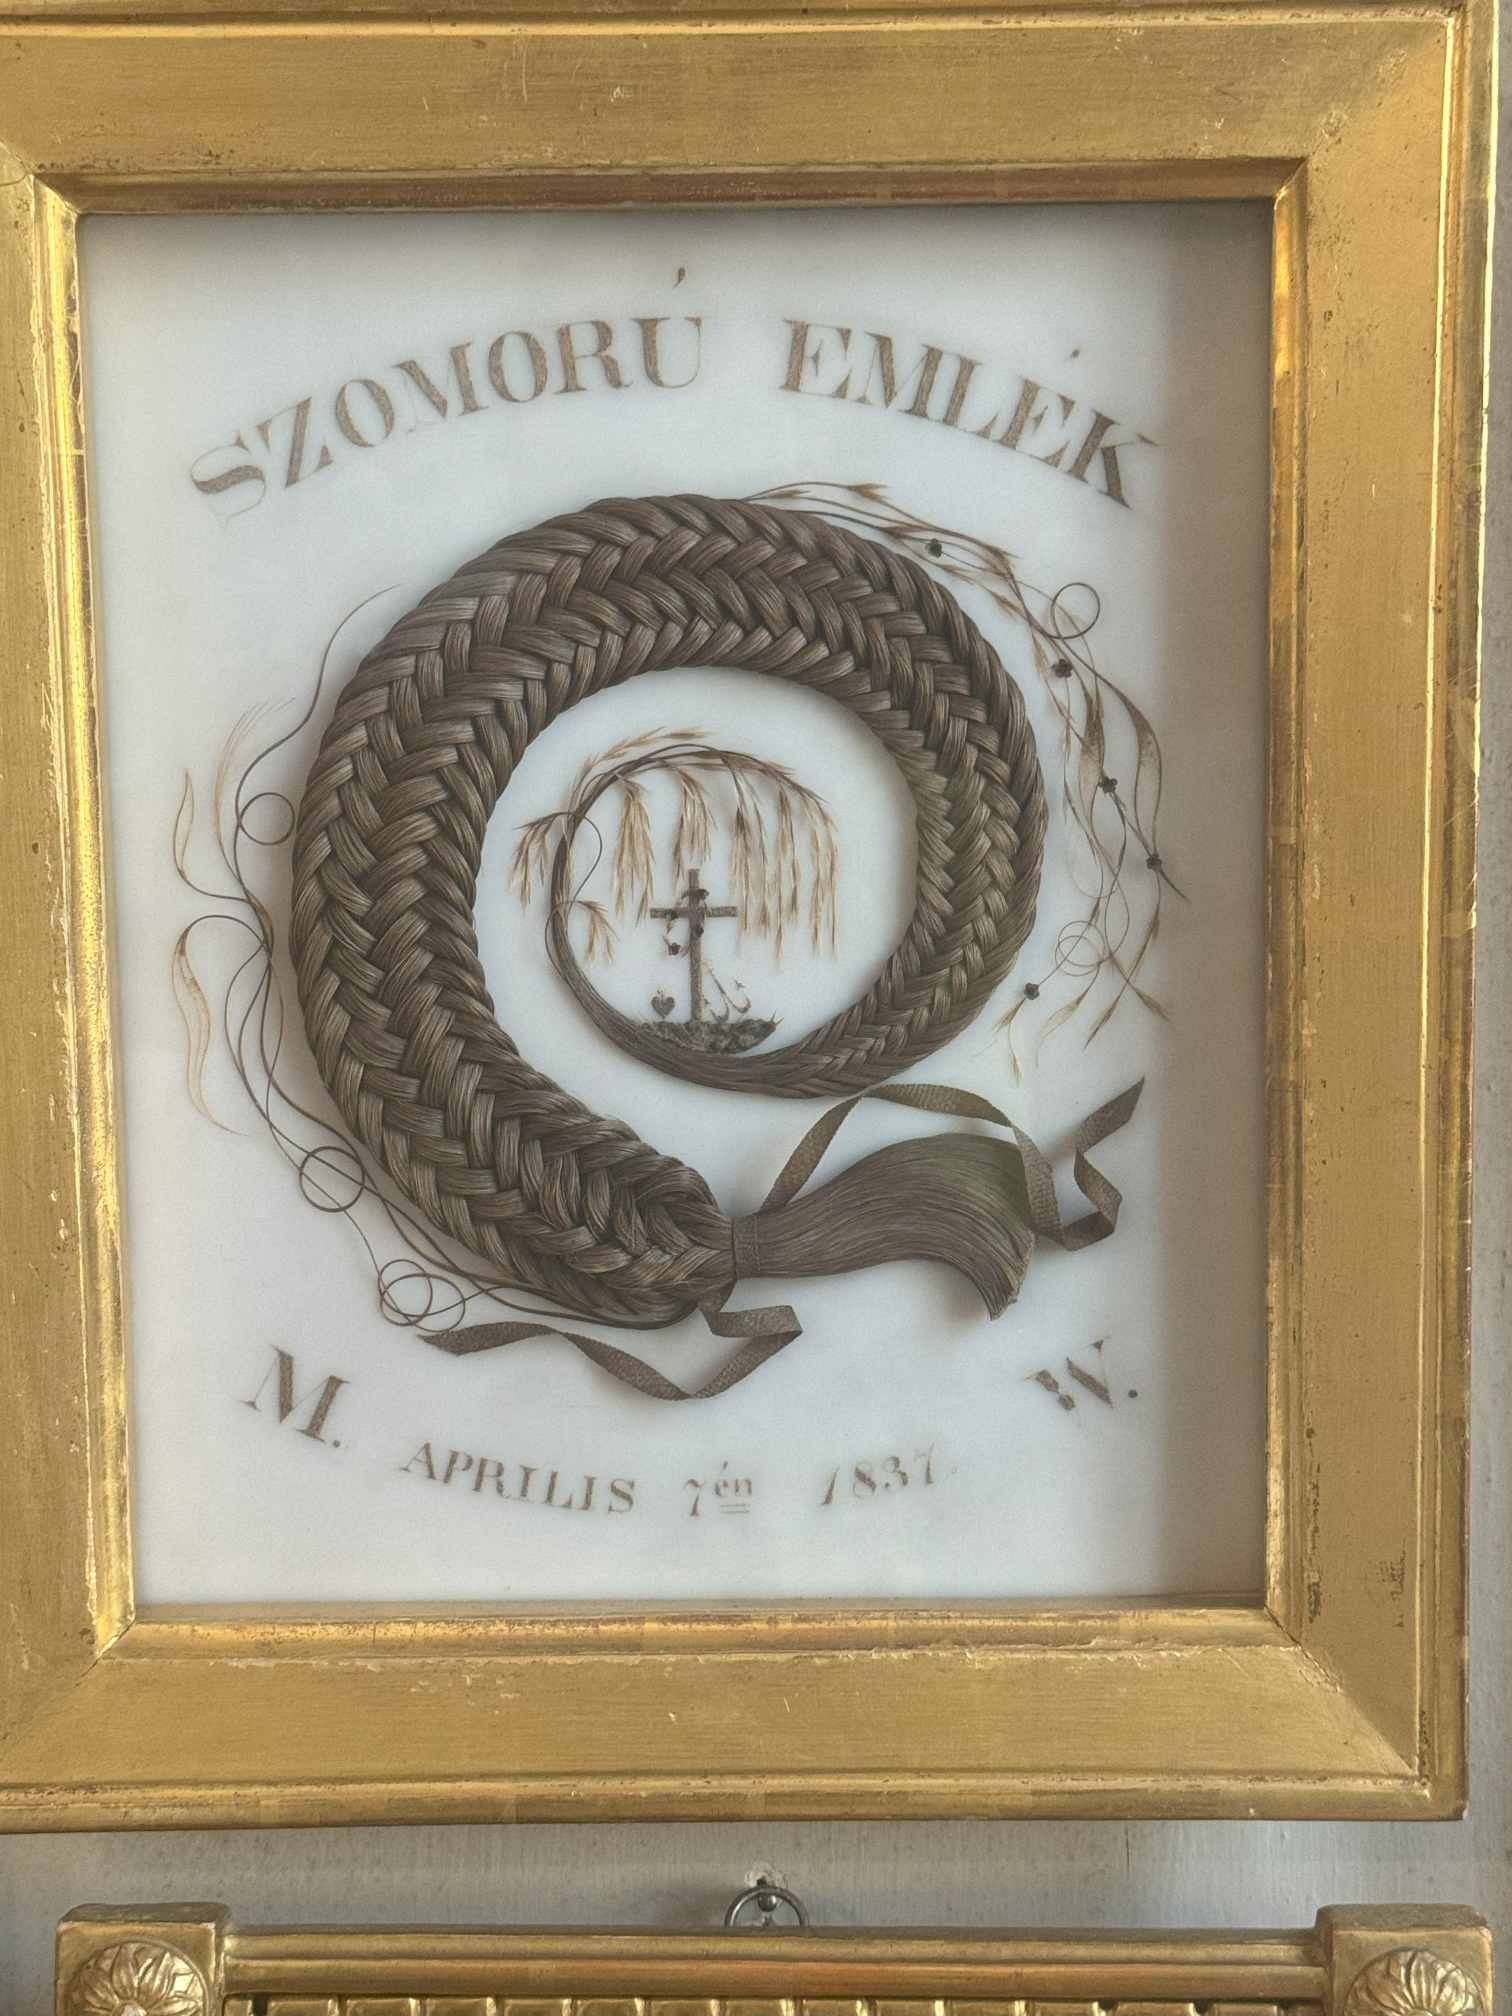 SZOMORÚ EMLÉK
M. W.
APRILIS 7én 1837.